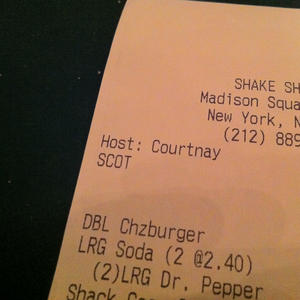 SHAKE SH
Madison Squa
New York, N
(212) 889
Host: Courtnay
SCOT
DBL Chzburger
LRG Soda (2 @2.40)
(2)LRG Dr. Pepper
Shack